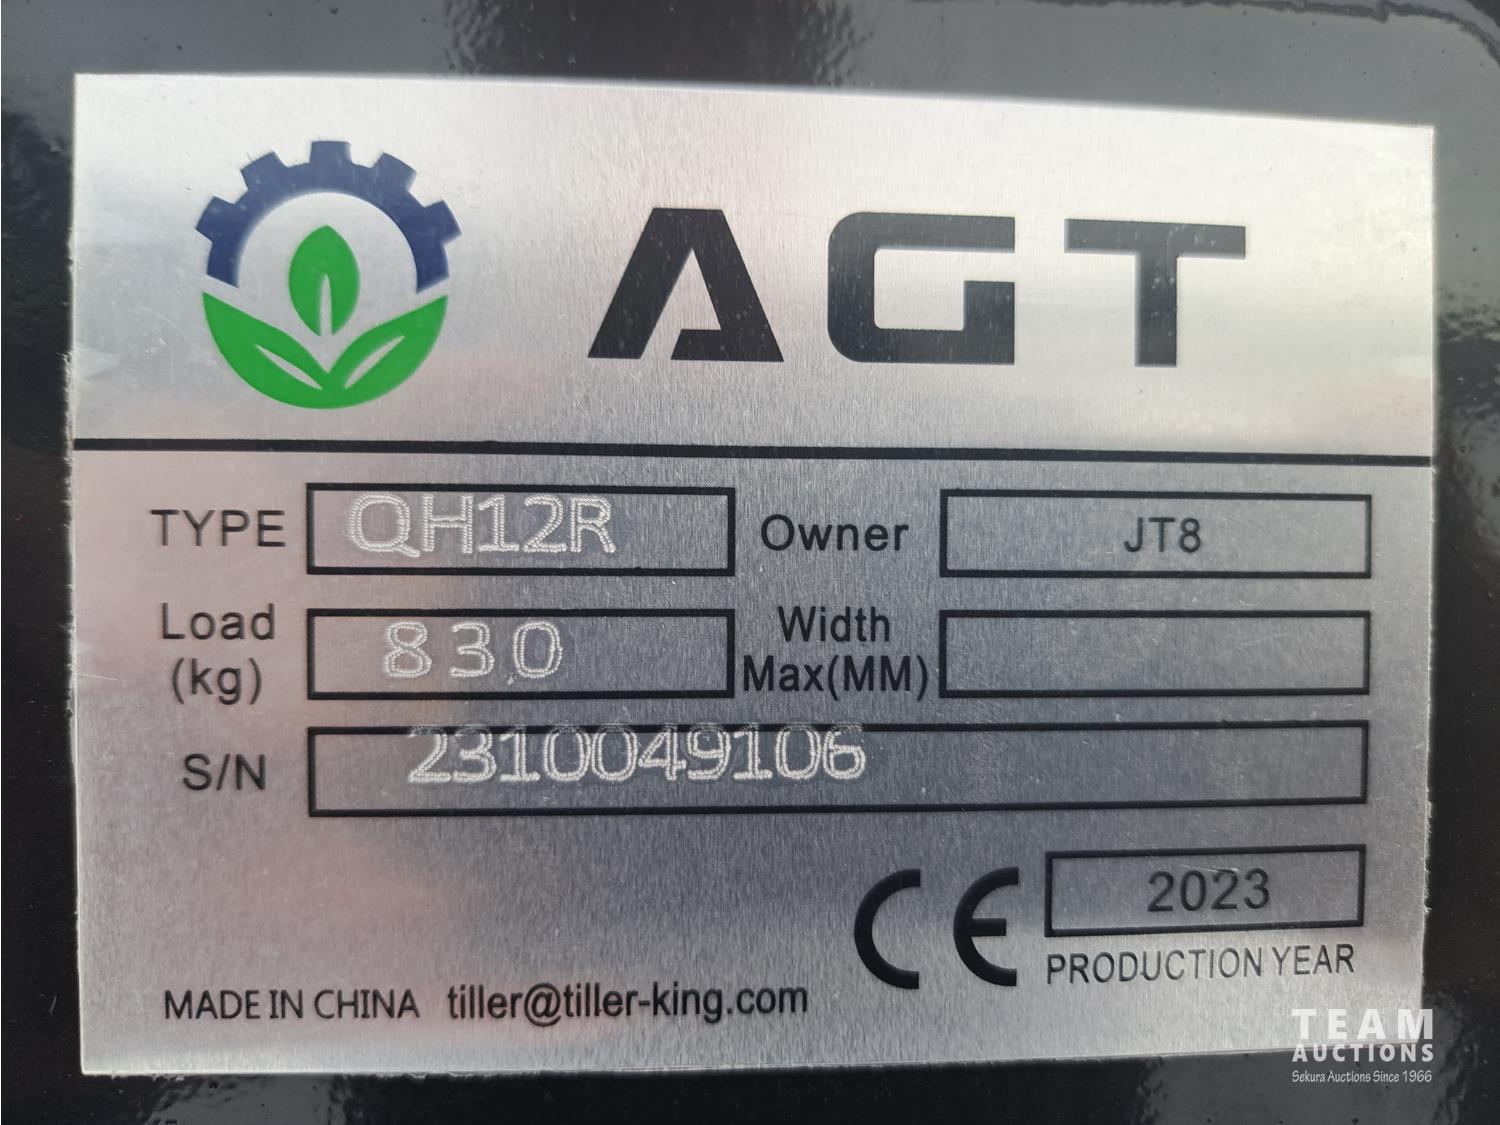 AGT
TYPE QH12R Owner JT8
Load (kg) 830 Width Max(MM)
S/N 2310049106
CE 2023
PRODUCTION YEAR
MADE IN CHINA tiller@tiller-king.com
TEAM
AUCTIONS
Sekura Auctions Since 1966